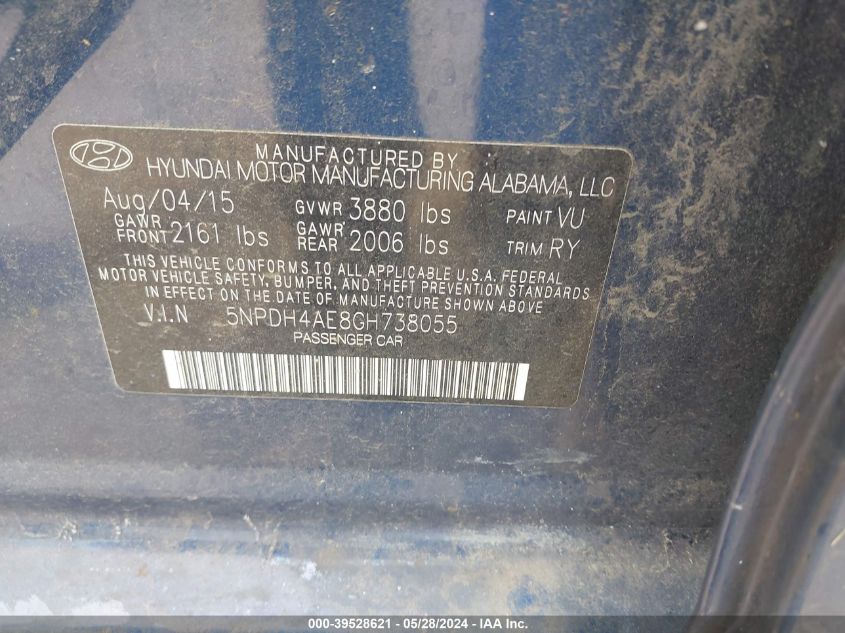 MANUFACTURED BY
HYUNDAI MOTOR MANUFACTURING ALABAMA, LLC
Aug/04/15 GVWR 3880 lbs PAINT VU
GAWR FRONT 2161 lbs GAWR REAR 2006 lbs TRIM RY
THIS VEHICLE CONFORMS TO ALL APPLICABLE U.S.A. FEDERAL
MOTOR VEHICLE SAFETY, BUMPER, AND THEFT PREVENTION STANDARDS
IN EFFECT ON THE DATE OF MANUFACTURE SHOWN ABOVE
V.I.N 5NPDH4AE8GH738055
PASSENGER CAR
000-39528621 - 05/28/2024 - IAA Inc.